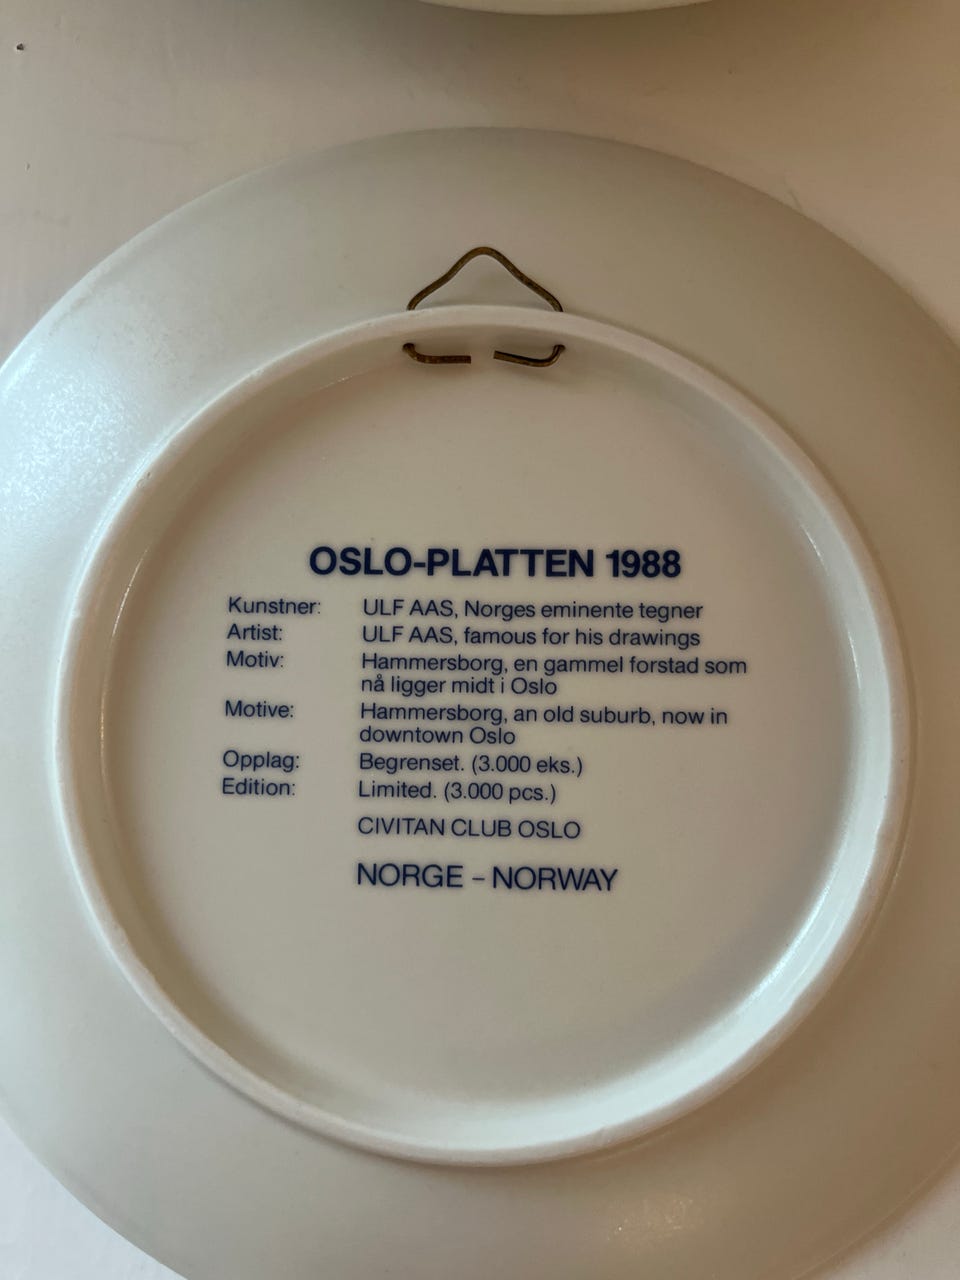 OSLO-PLATTEN 1988
Kunstner: ULF AAS, Norges eminente tegner
Artist: ULF AAS, famous for his drawings
Motiv: Hammersborg, en gammel forstad som
nå ligger midt i Oslo
Motive: Hammersborg, an old suburb, now in
downtown Oslo
Opplag: Begrenset. (3.000 eks.)
Edition: Limited. (3.000 pcs.)
CIVITAN CLUB OSLO
NORGE – NORWAY